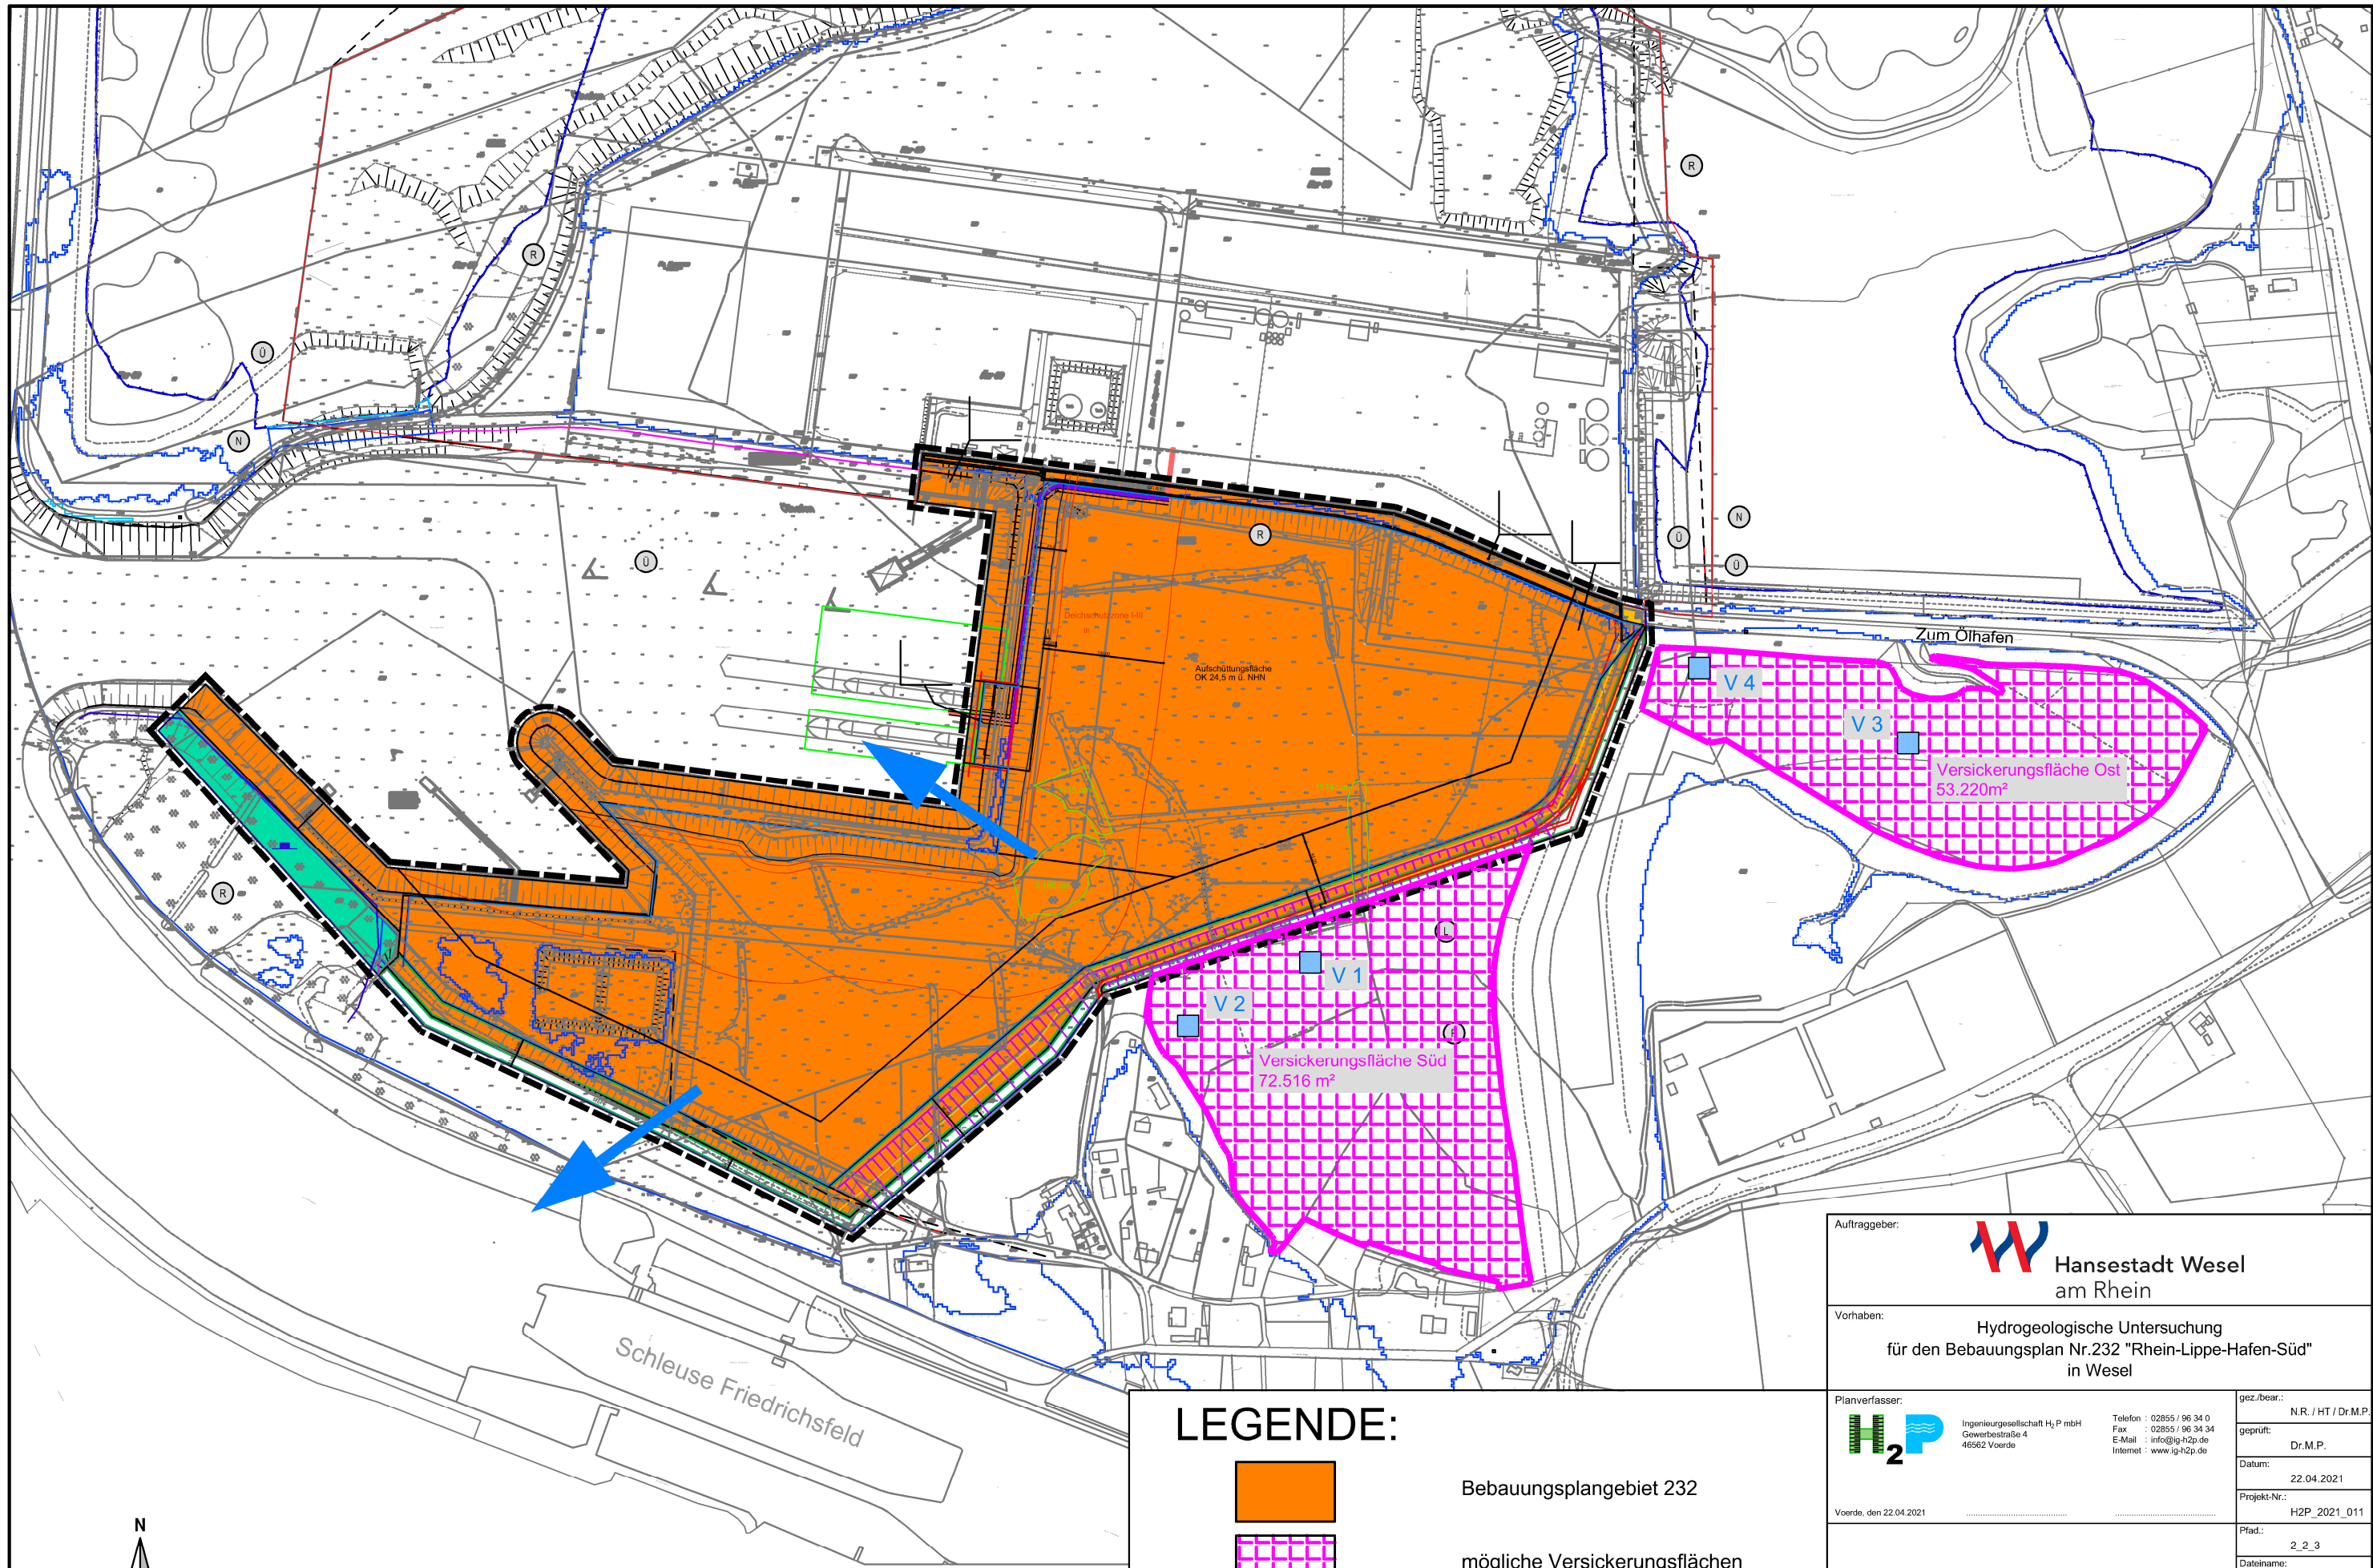 R
R
Ü
N
Ü
R
N
Ü
Ü
Deichschutzzone I-III
III
Aufschüttungsfläche
OK 24,5 m ü. NHN
Zum Ölhafen
V 4
V 3
Versickerungsfläche Ost
53.220m²
R
L
V 1
V 2
Versickerungsfläche Süd
72.516 m²
Schleuse Friedrichsfeld
N
LEGENDE:
Bebauungsplangebiet 232
mögliche Versickerungsflächen
Auftraggeber:
Hansestadt Wesel
am Rhein
Vorhaben:
Hydrogeologische Untersuchung
für den Bebauungsplan Nr.232 "Rhein-Lippe-Hafen-Süd"
in Wesel
Planverfasser:
H2P
Ingenieurgesellschaft H₂P mbH
Gewerbestraße 4
46562 Voerde
Telefon : 02855 / 96 34 0
Fax : 02855 / 96 34 34
E-Mail : info@ig-h2p.de
Internet : www.ig-h2p.de
Voerde, den 22.04.2021
gez./bear.:
N.R. / HT / Dr.M.P.
geprüft:
Dr.M.P.
Datum:
22.04.2021
Projekt-Nr.:
H2P_2021_011
Pfad.:
2_2_3
Dateiname: